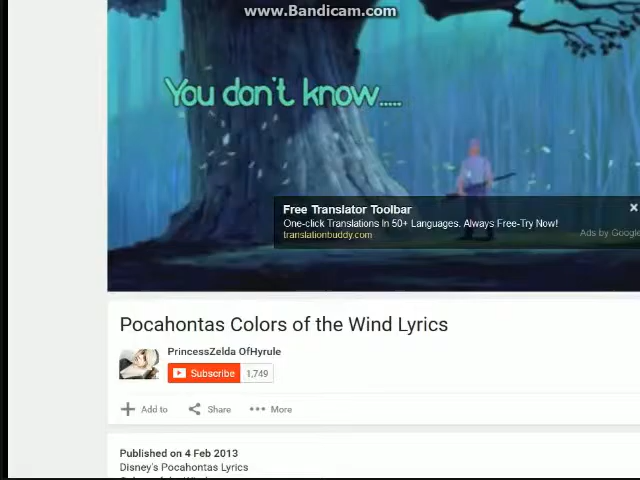 www.Bandicam.com
You don't know.....
Free Translator Toolbar
One-click Translations In 50+ Languages. Always Free-Try Now!
translationbuddy.com
Ads by Google
Pocahontas Colors of the Wind Lyrics
PrincessZelda OfHyrule
Subscribe 1,749
Add to Share More
Published on 4 Feb 2013
Disney's Pocahontas Lyrics